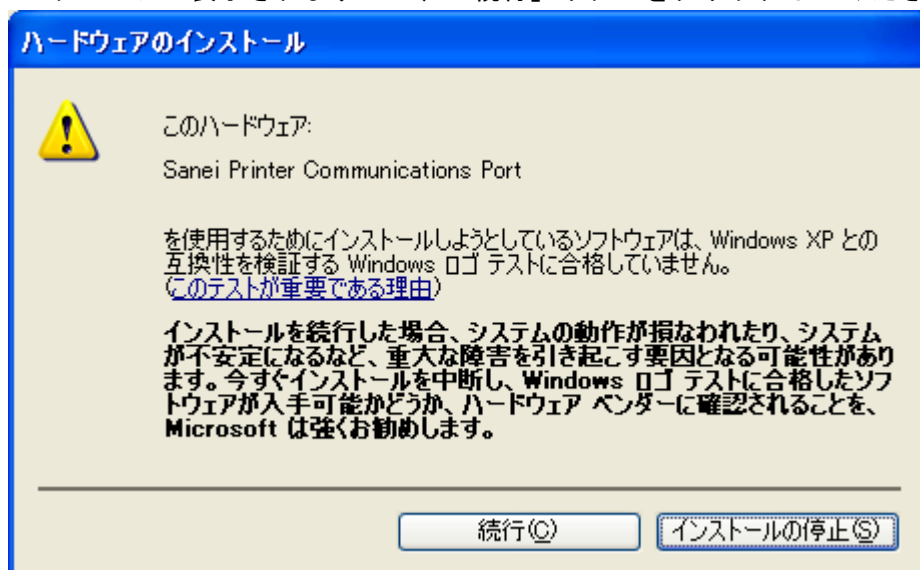 ハードウェアのインストール
このハードウェア:
Sanei Printer Communications Port
を使用するためにインストールしようとしているソフトウェアは、Windows XP との
互換性を検証する Windows ロゴ テストに合格していません。
(このテストが重要である理由)
インストールを続行した場合、システムの動作が損なわれたり、システム
が不安定になるなど、重大な障害を引き起こす要因となる可能性があり
ます。今すぐインストールを中断し、Windows ロゴ テストに合格したソフ
トウェアが入手可能かどうか、ハードウェア ベンダーに確認されることを、
Microsoft は強くお勧めします。
続行(C)
インストールの停止(S)